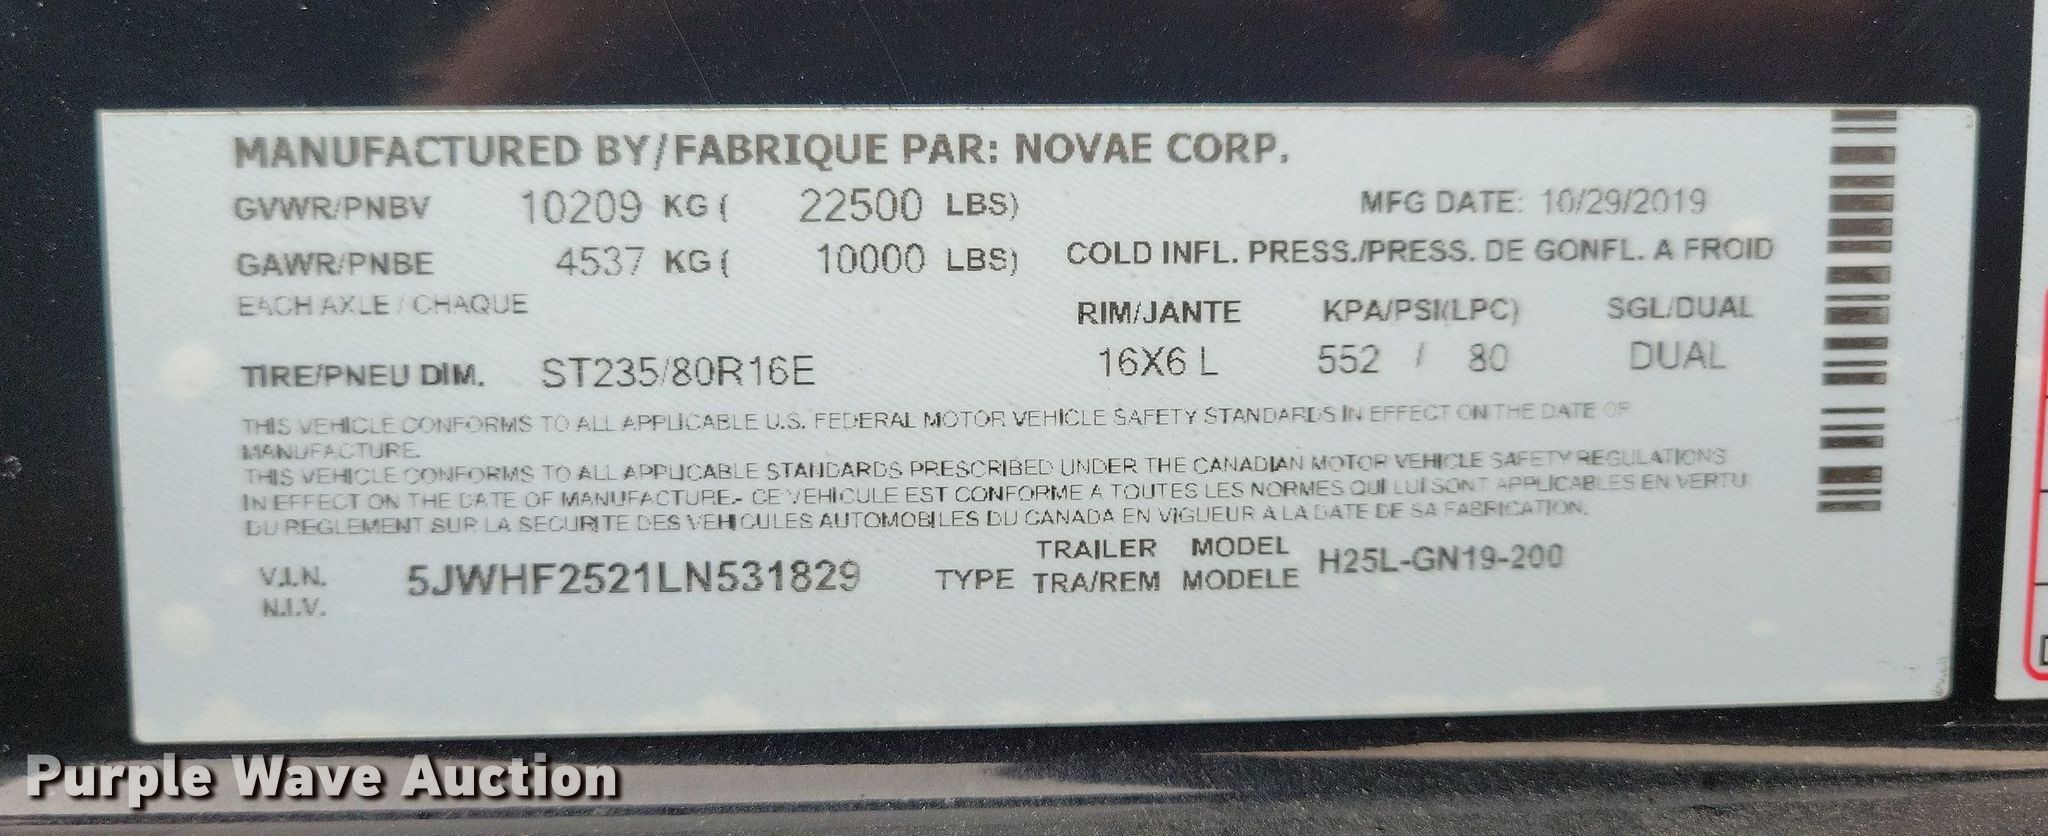 MANUFACTURED BY/FABRIQUE PAR: NOVAE CORP.
GVWR/PNBV 10209 KG ( 22500 LBS) MFG DATE: 10/29/2019
GAWR/PNBE 4537 KG ( 10000 LBS) COLD INFL. PRESS./PRESS. DE GONFL. A FROID
EACH AXLE / CHAQUE RIM/JANTE KPA/PSI(LPC) SGL/DUAL
TIRE/PNEU DIM. ST235/80R16E 16X6 L 552 / 80 DUAL
THIS VEHICLE CONFORMS TO ALL APPLICABLE U.S. FEDERAL MOTOR VEHICLE SAFETY STANDARDS IN EFFECT ON THE DATE OF
MANUFACTURE.
THIS VEHICLE CONFORMS TO ALL APPLICABLE STANDARDS PRESCRIBED UNDER THE CANADIAN MOTOR VEHICLE SAFETY REGULATIONS
IN EFFECT ON THE DATE OF MANUFACTURE.- CE VEHICULE EST CONFORME A TOUTES LES NORMES QUI LUI SONT APPLICABLES EN VERTU
DU REGLEMENT SUR LA SECURITE DES VEHICULES AUTOMOBILES DU CANADA EN VIGUEUR A LA DATE DE SA FABRICATION.
V.I.N. 5JWHF2521LN531829 TYPE TRAILER MODEL H25L-GN19-200
N.I.V. TRA/REM MODELE
Purple Wave Auction